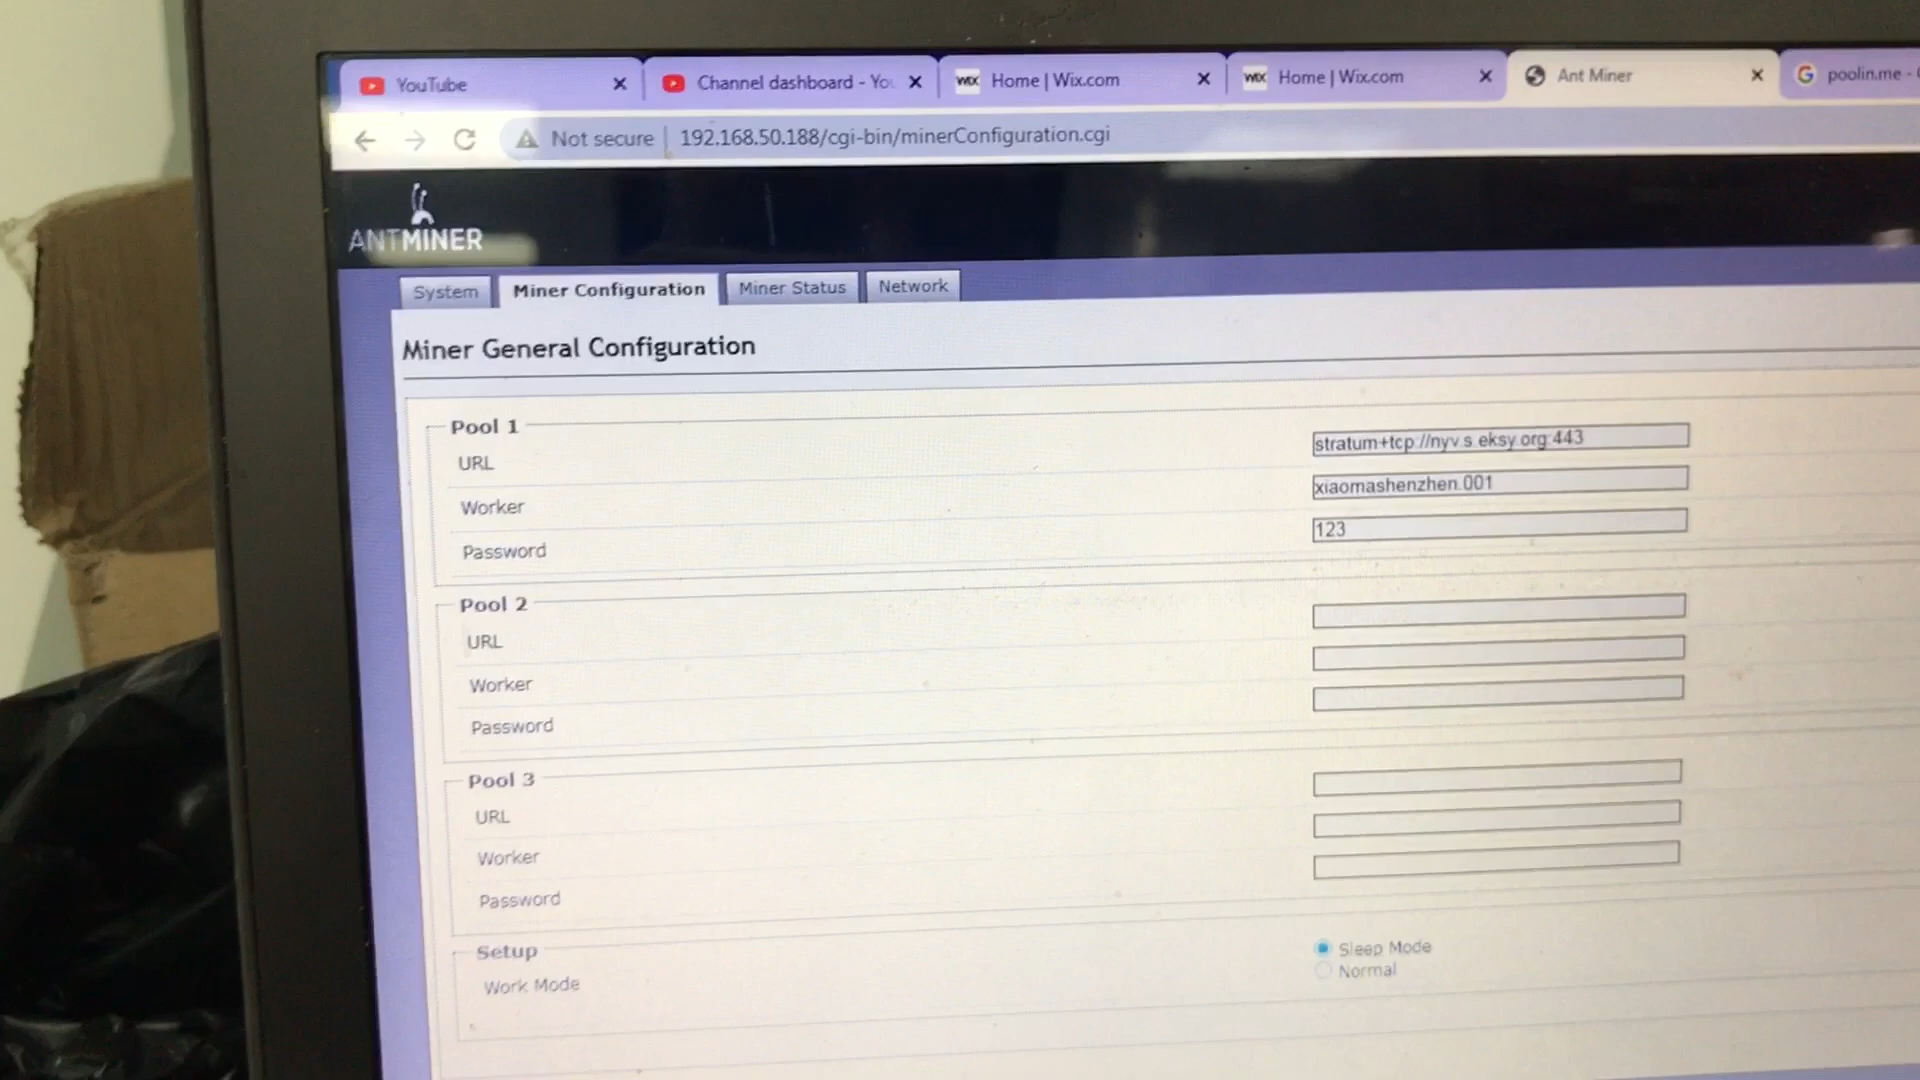 YouTube
Channel dashboard - You
Home | Wix.com
Home | Wix.com
Ant Miner
poolin.me -
Not secure
192.168.50.188/cgi-bin/minerConfiguration.cgi
ANTMINER
System
Miner Configuration
Miner Status
Network
Miner General Configuration
Pool 1
URL
stratum+tcp://nyv.s.eksy.org:443
Worker
xiaomashenzhen.001
Password
123
Pool 2
URL
Worker
Password
Pool 3
URL
Worker
Password
Setup
Work Mode
Sleep Mode
Normal